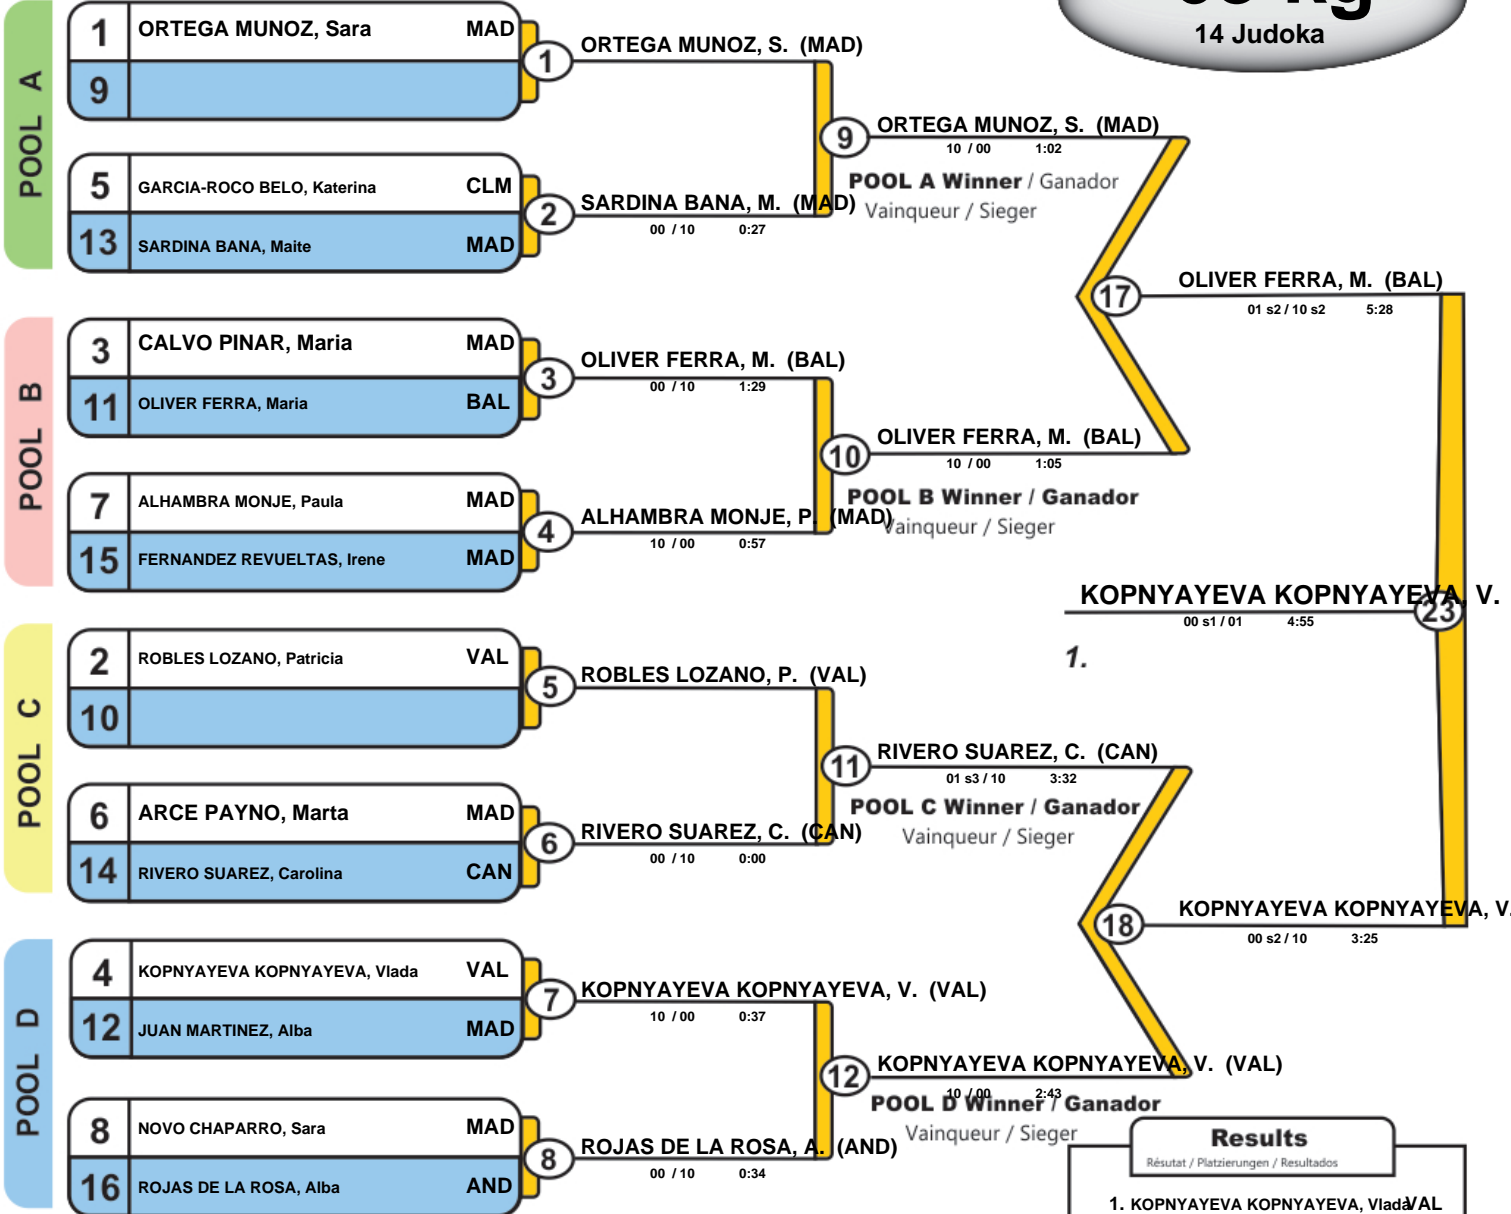 14 Judoka
POOL A
1 ORTEGA MUNOZ, Sara MAD
9
5 GARCIA-ROCO BELO, Katerina CLM
13 SARDINA BANA, Maite MAD
1 ORTEGA MUNOZ, S. (MAD)
2 SARDINA BANA, M. (MAD)
00 / 10 0:27
9 ORTEGA MUNOZ, S. (MAD)
10 / 00 1:02
POOL A Winner / Ganador
Vainqueur / Sieger
POOL B
3 CALVO PINAR, Maria MAD
11 OLIVER FERRA, Maria BAL
7 ALHAMBRA MONJE, Paula MAD
15 FERNANDEZ REVUELTAS, Irene MAD
3 OLIVER FERRA, M. (BAL)
00 / 10 1:29
4 ALHAMBRA MONJE, P. (MAD)
10 / 00 0:57
10 OLIVER FERRA, M. (BAL)
10 / 00 1:05
POOL B Winner / Ganador
Vainqueur / Sieger
17 OLIVER FERRA, M. (BAL)
01 s2 / 10 s2 5:28
POOL C
2 ROBLES LOZANO, Patricia VAL
10
6 ARCE PAYNO, Marta MAD
14 RIVERO SUAREZ, Carolina CAN
5 ROBLES LOZANO, P. (VAL)
6 RIVERO SUAREZ, C. (CAN)
00 / 10 0:00
11 RIVERO SUAREZ, C. (CAN)
01 s3 / 10 3:32
POOL C Winner / Ganador
Vainqueur / Sieger
POOL D
4 KOPNYAYEVA KOPNYAYEVA, Vlada VAL
12 JUAN MARTINEZ, Alba MAD
8 NOVO CHAPARRO, Sara MAD
16 ROJAS DE LA ROSA, Alba AND
7 KOPNYAYEVA KOPNYAYEVA, V. (VAL)
10 / 00 0:37
8 ROJAS DE LA ROSA, A. (AND)
00 / 10 0:34
12 KOPNYAYEVA KOPNYAYEVA, V. (VAL)
10 / 00 2:43
POOL D Winner / Ganador
Vainqueur / Sieger
18 KOPNYAYEVA KOPNYAYEVA, V.
00 s2 / 10 3:25
KOPNYAYEVA KOPNYAYEVA, V.
23
00 s1 / 01 4:55
1.
Results
Résutat / Platzierungen / Resultados
1. KOPNYAYEVA KOPNYAYEVA, Vlada VAL